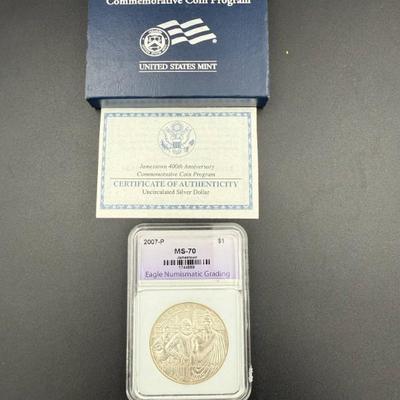 Commemorative Coin Program
UNITED STATES MINT
Jamestown 400th Anniversary
Commemorative Coin Program
CERTIFICATE OF AUTHENTICITY
Uncirculated Silver Dollar
2007-P $1
MS-70
Jamestown
Eagle Numismatic Grading